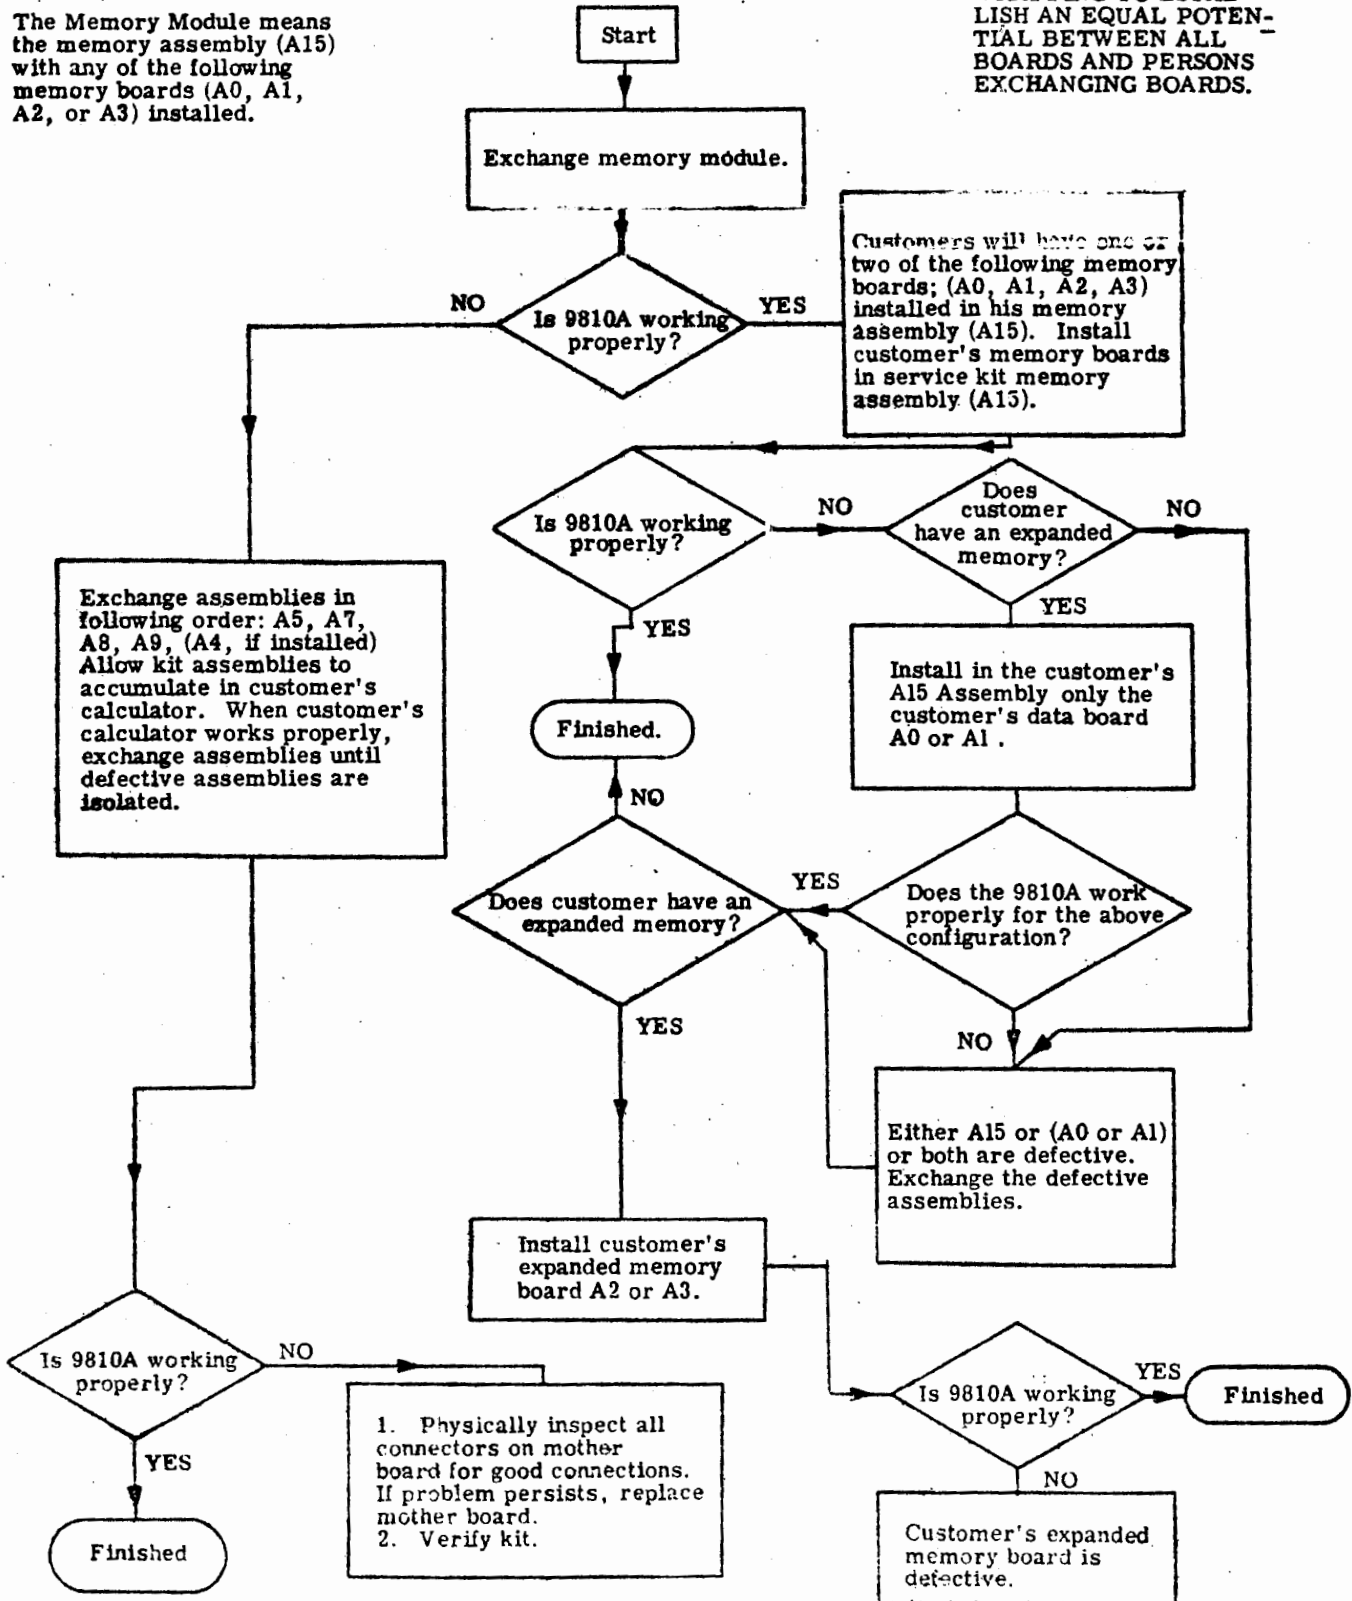 The Memory Module means
the memory assembly (A15)
with any of the following
memory boards (A0, A1,
A2, or A3) installed.
LISH AN EQUAL POTEN-
TIAL BETWEEN ALL
BOARDS AND PERSONS
EXCHANGING BOARDS.
Start
Exchange memory module.
Is 9810A working
properly?
NO
YES
Customers will have one or
two of the following memory
boards; (A0, A1, A2, A3)
installed in his memory
assembly (A15). Install
customer's memory boards
in service kit memory
assembly (A15).
Is 9810A working
properly?
NO
YES
Finished.
Does
customer
have an expanded
memory?
NO
YES
Install in the customer's
A15 Assembly only the
customer's data board
A0 or A1 .
Does the 9810A work
properly for the above
configuration?
YES
NO
Either A15 or (A0 or A1)
or both are defective.
Exchange the defective
assemblies.
Does customer have an
expanded memory?
NO
YES
Install customer's
expanded memory
board A2 or A3.
Is 9810A working
properly?
YES
Finished
NO
Customer's expanded
memory board is
defective.
Exchange assemblies in
following order: A5, A7,
A8, A9, (A4, if installed)
Allow kit assemblies to
accumulate in customer's
calculator. When customer's
calculator works properly,
exchange assemblies until
defective assemblies are
isolated.
Is 9810A working
properly?
NO
YES
Finished
1. Physically inspect all
connectors on mother
board for good connections.
If problem persists, replace
mother board.
2. Verify kit.